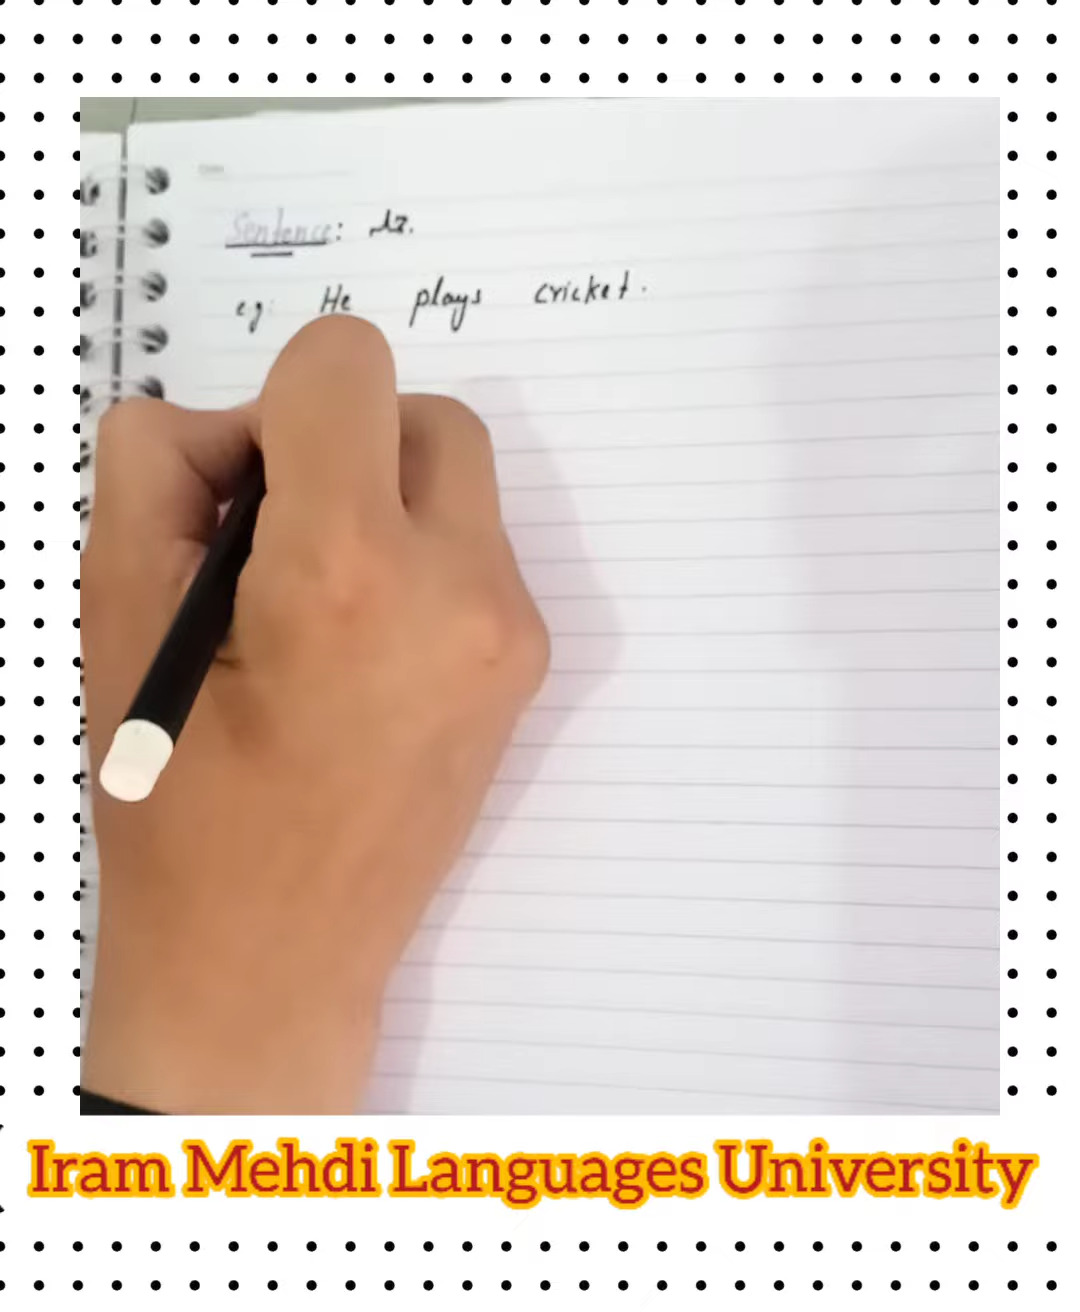 Sentence: جملہ.
eg: He plays cricket.
Iram Mehdi Languages University